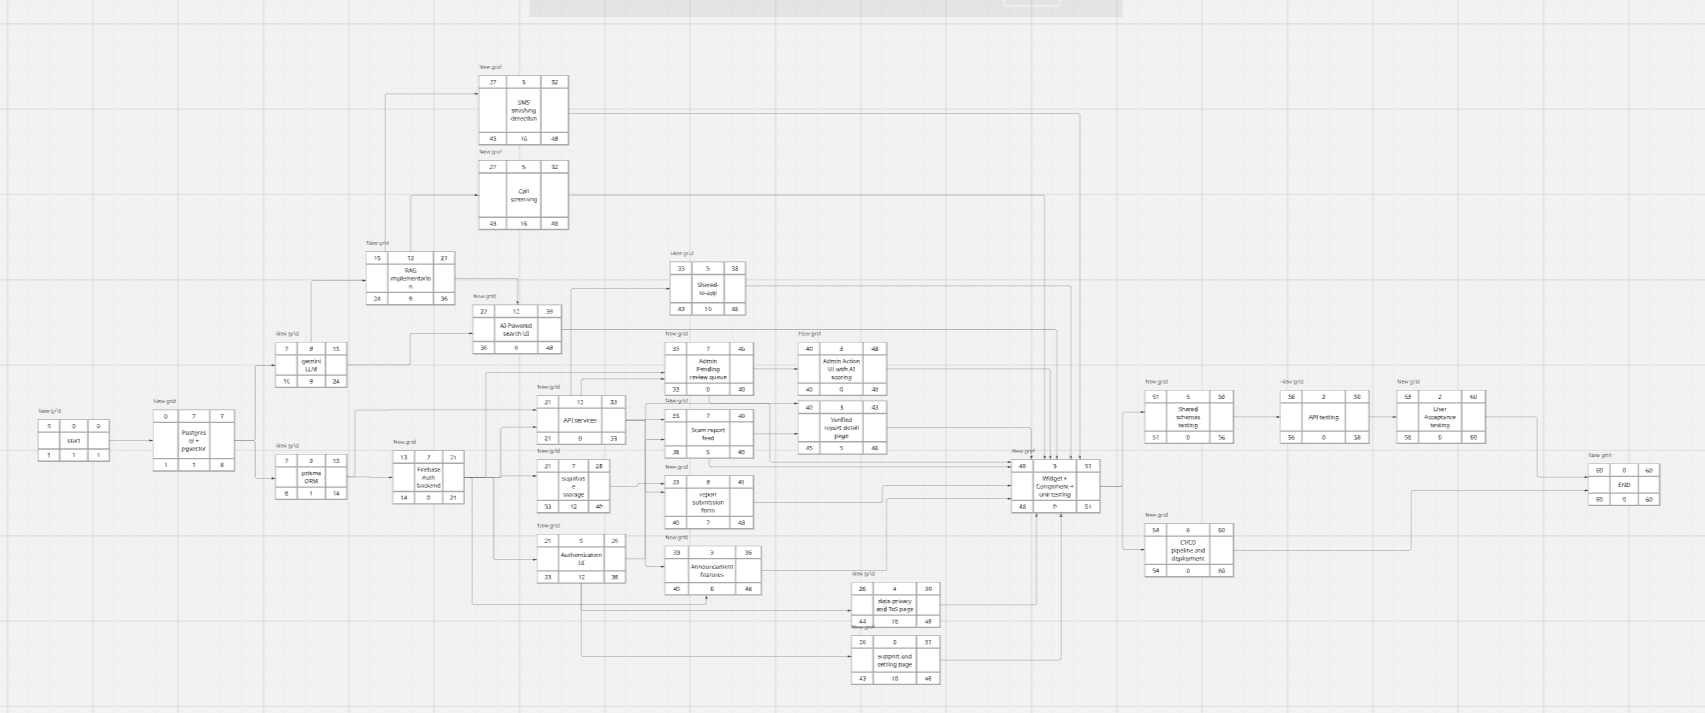 New grid
27 5 32
SMS
smishing
detection
43 16 48
New grid
27 5 32
Call
screening
43 16 48
New grid
15 12 27
RAG
implementatio
n
24 9 36
New grid
33 5 38
Shared-
to-app
43 10 48
New grid
27 12 39
AI-Powered
search UI
36 9 48
New grid
7 8 15
gemini
LLM
16 9 24
New grid
33 7 40
Admin
Pending
review queue
33 0 40
New grid
40 3 48
Admin Action
UI with AI
scoring
40 0 48
New grid
0 0
start
1 1 1
New grid
0 7 7
Postgres
ql +
pgvector
1 1 8
New grid
7 6 13
prisma
ORM
8 1 14
New grid
13 7 21
Firebase
Auth
backend
14 0 21
New grid
21 12 33
API services
21 0 33
New grid
33 7 40
Scam report
feed
38 5 45
40 3 43
Verified
report detail
page
45 5 48
New grid
21 7 28
supabas
e
storage
33 12 40
New grid
33 8 41
report
submission
form
40 7 48
New grid
21 5 26
Authentication
UI
33 12 38
New grid
33 3 36
Announcement
features
45 48
New grid
26 4 30
data privacy
and ToS page
44 18 48
New grid
26 5 31
support and
setting page
43 18 48
New grid
48 3 51
Widget +
Component +
unit testing
48 0 51
New grid
51 5 56
Shared
schemas
testing
51 0 56
New grid
56 2 58
API testing
56 0 58
New grid
58 2 60
User
Acceptance
testing
58 0 60
New grid
54 6 60
CI/CD
pipeline and
deployment
54 0 60
New grid
60 0 60
END
60 0 60